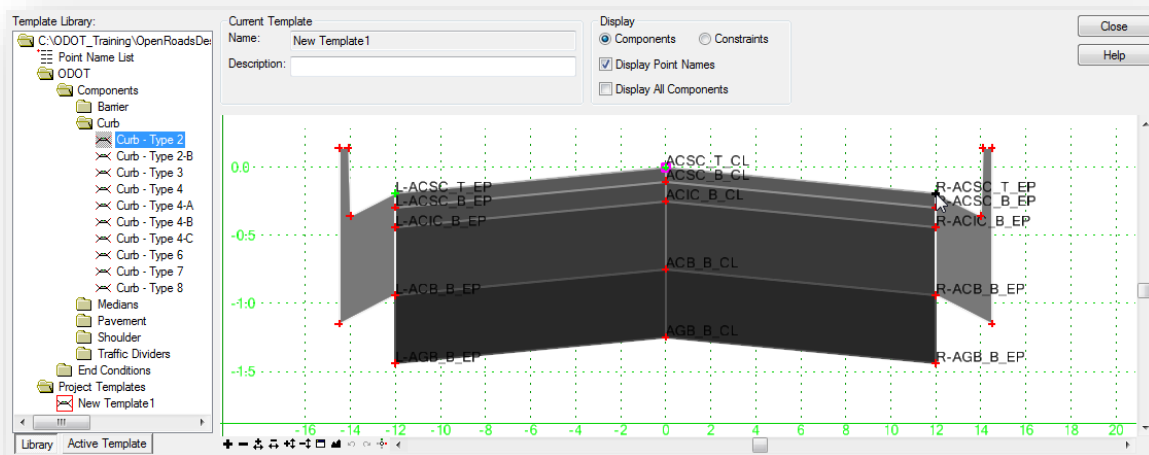 Template Library:
C:\ODOT_Training\OpenRoadsDe:
Point Name List
ODOT
Components
Barrier
Curb
Curb - Type 2
Curb - Type 2-B
Curb - Type 3
Curb - Type 4
Curb - Type 4-A
Curb - Type 4-B
Curb - Type 4-C
Curb - Type 6
Curb - Type 7
Curb - Type 8
Medians
Pavement
Shoulder
Traffic Dividers
End Conditions
Project Templates
New Template1
Library Active Template
Current Template
Name: New Template1
Description:
Display
Components Constraints
Display Point Names
Display All Components
Close
Help
0.0
-0.5
-1.0
-1.5
ACSC_T_CL
ACSC_B_CL
ACIC_B_CL
ACB_B_CL
AGB_B_CL
L-ACSC_T_EP
L-ACSC_B_EP
L-ACIC_B_EP
L-ACB_B_EP
L-AGB_B_EP
R-ACSC_T_EP
R-ACSC_B_EP
R-ACIC_B_EP
R-ACB_B_EP
R-AGB_B_EP
-16 -14 -12 -10 -8 -6 -4 -2 0 2 4 6 8 10 12 14 16 18 20